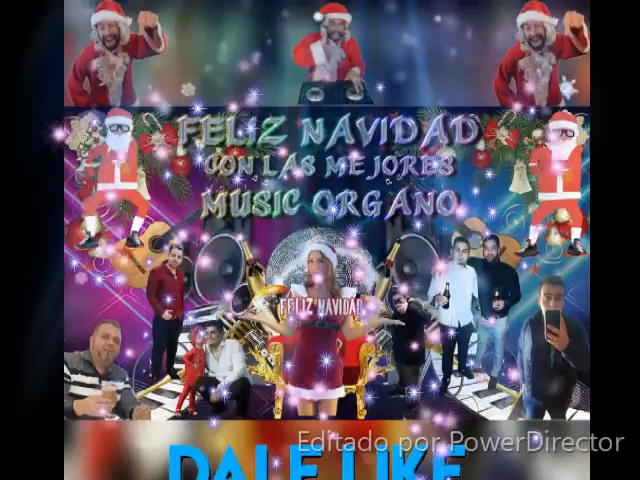 FELIZ NAVIDAD
CON LAS MEJORES
MUSIC ORGANO
FELIZ NAVIDAD
Editado por PowerDirector
DALE LIKE